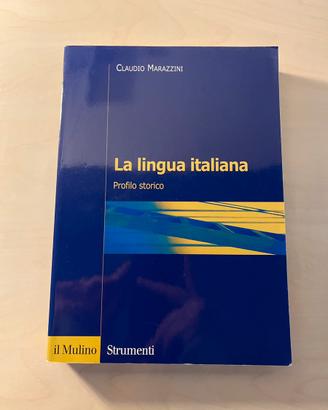 CLAUDIO MARAZZINI
La lingua italiana
Profilo storico
il Mulino Strumenti